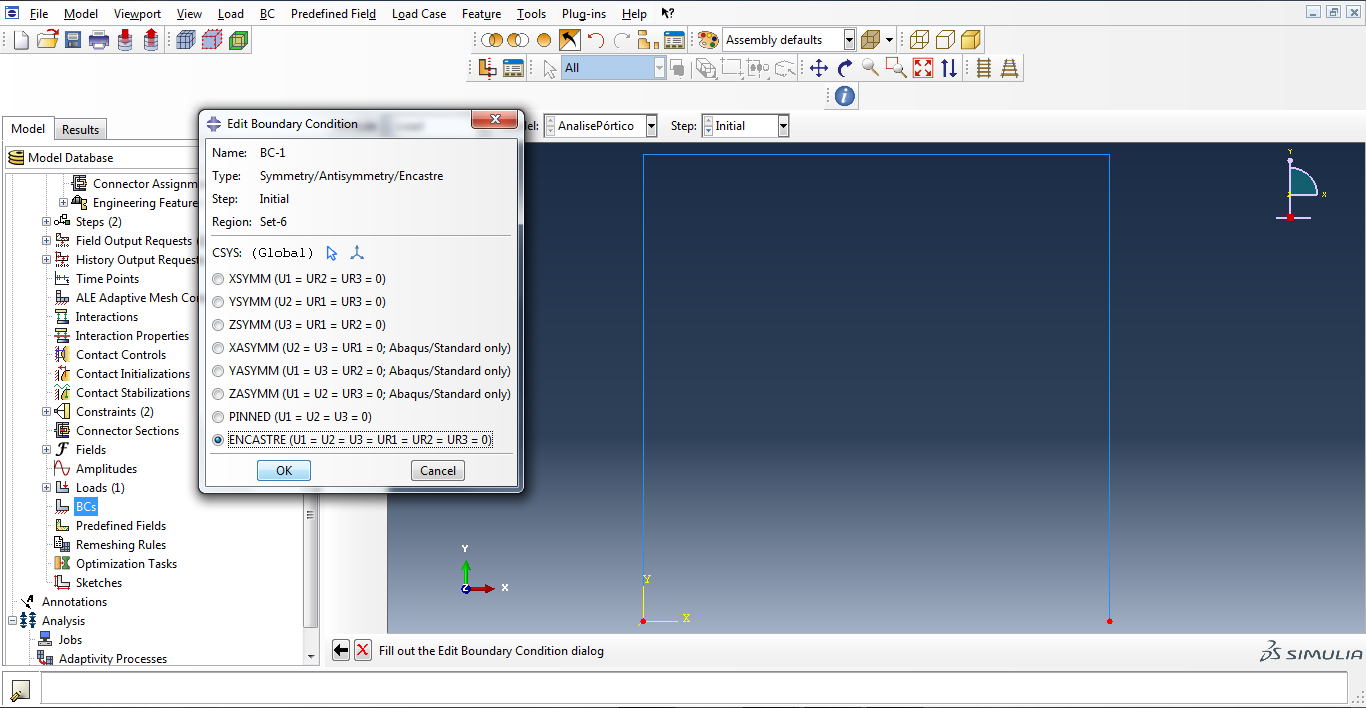 File Model Viewport View Load BC Predefined Field Load Case Feature Tools Plug-ins Help ?
Assembly defaults
All
i
Model Results
Model Database
Connector Assignm
Engineering Feature
Steps (2)
Field Output Requests
History Output Request
Time Points
ALE Adaptive Mesh Co
Interactions
Interaction Properties
Contact Controls
Contact Initializations
Contact Stabilizations
Constraints (2)
Connector Sections
Fields
Amplitudes
Loads (1)
BCs
Predefined Fields
Remeshing Rules
Optimization Tasks
Sketches
Annotations
Analysis
Jobs
Adaptivity Processes
Edit Boundary Condition
Name: BC-1
Type: Symmetry/Antisymmetry/Encastre
Step: Initial
Region: Set-6
CSYS: (Global)
XSYMM (U1 = UR2 = UR3 = 0)
YSYMM (U2 = UR1 = UR3 = 0)
ZSYMM (U3 = UR1 = UR2 = 0)
XASYMM (U2 = U3 = UR1 = 0; Abaqus/Standard only)
YASYMM (U1 = U3 = UR2 = 0; Abaqus/Standard only)
ZASYMM (U1 = U2 = UR3 = 0; Abaqus/Standard only)
PINNED (U1 = U2 = U3 = 0)
ENCASTRE (U1 = U2 = U3 = UR1 = UR2 = UR3 = 0)
OK Cancel
el: AnalisePórtico Step: Initial
Y
X
Z
Y
X
Z
Y
X
Fill out the Edit Boundary Condition dialog
SIMULIA